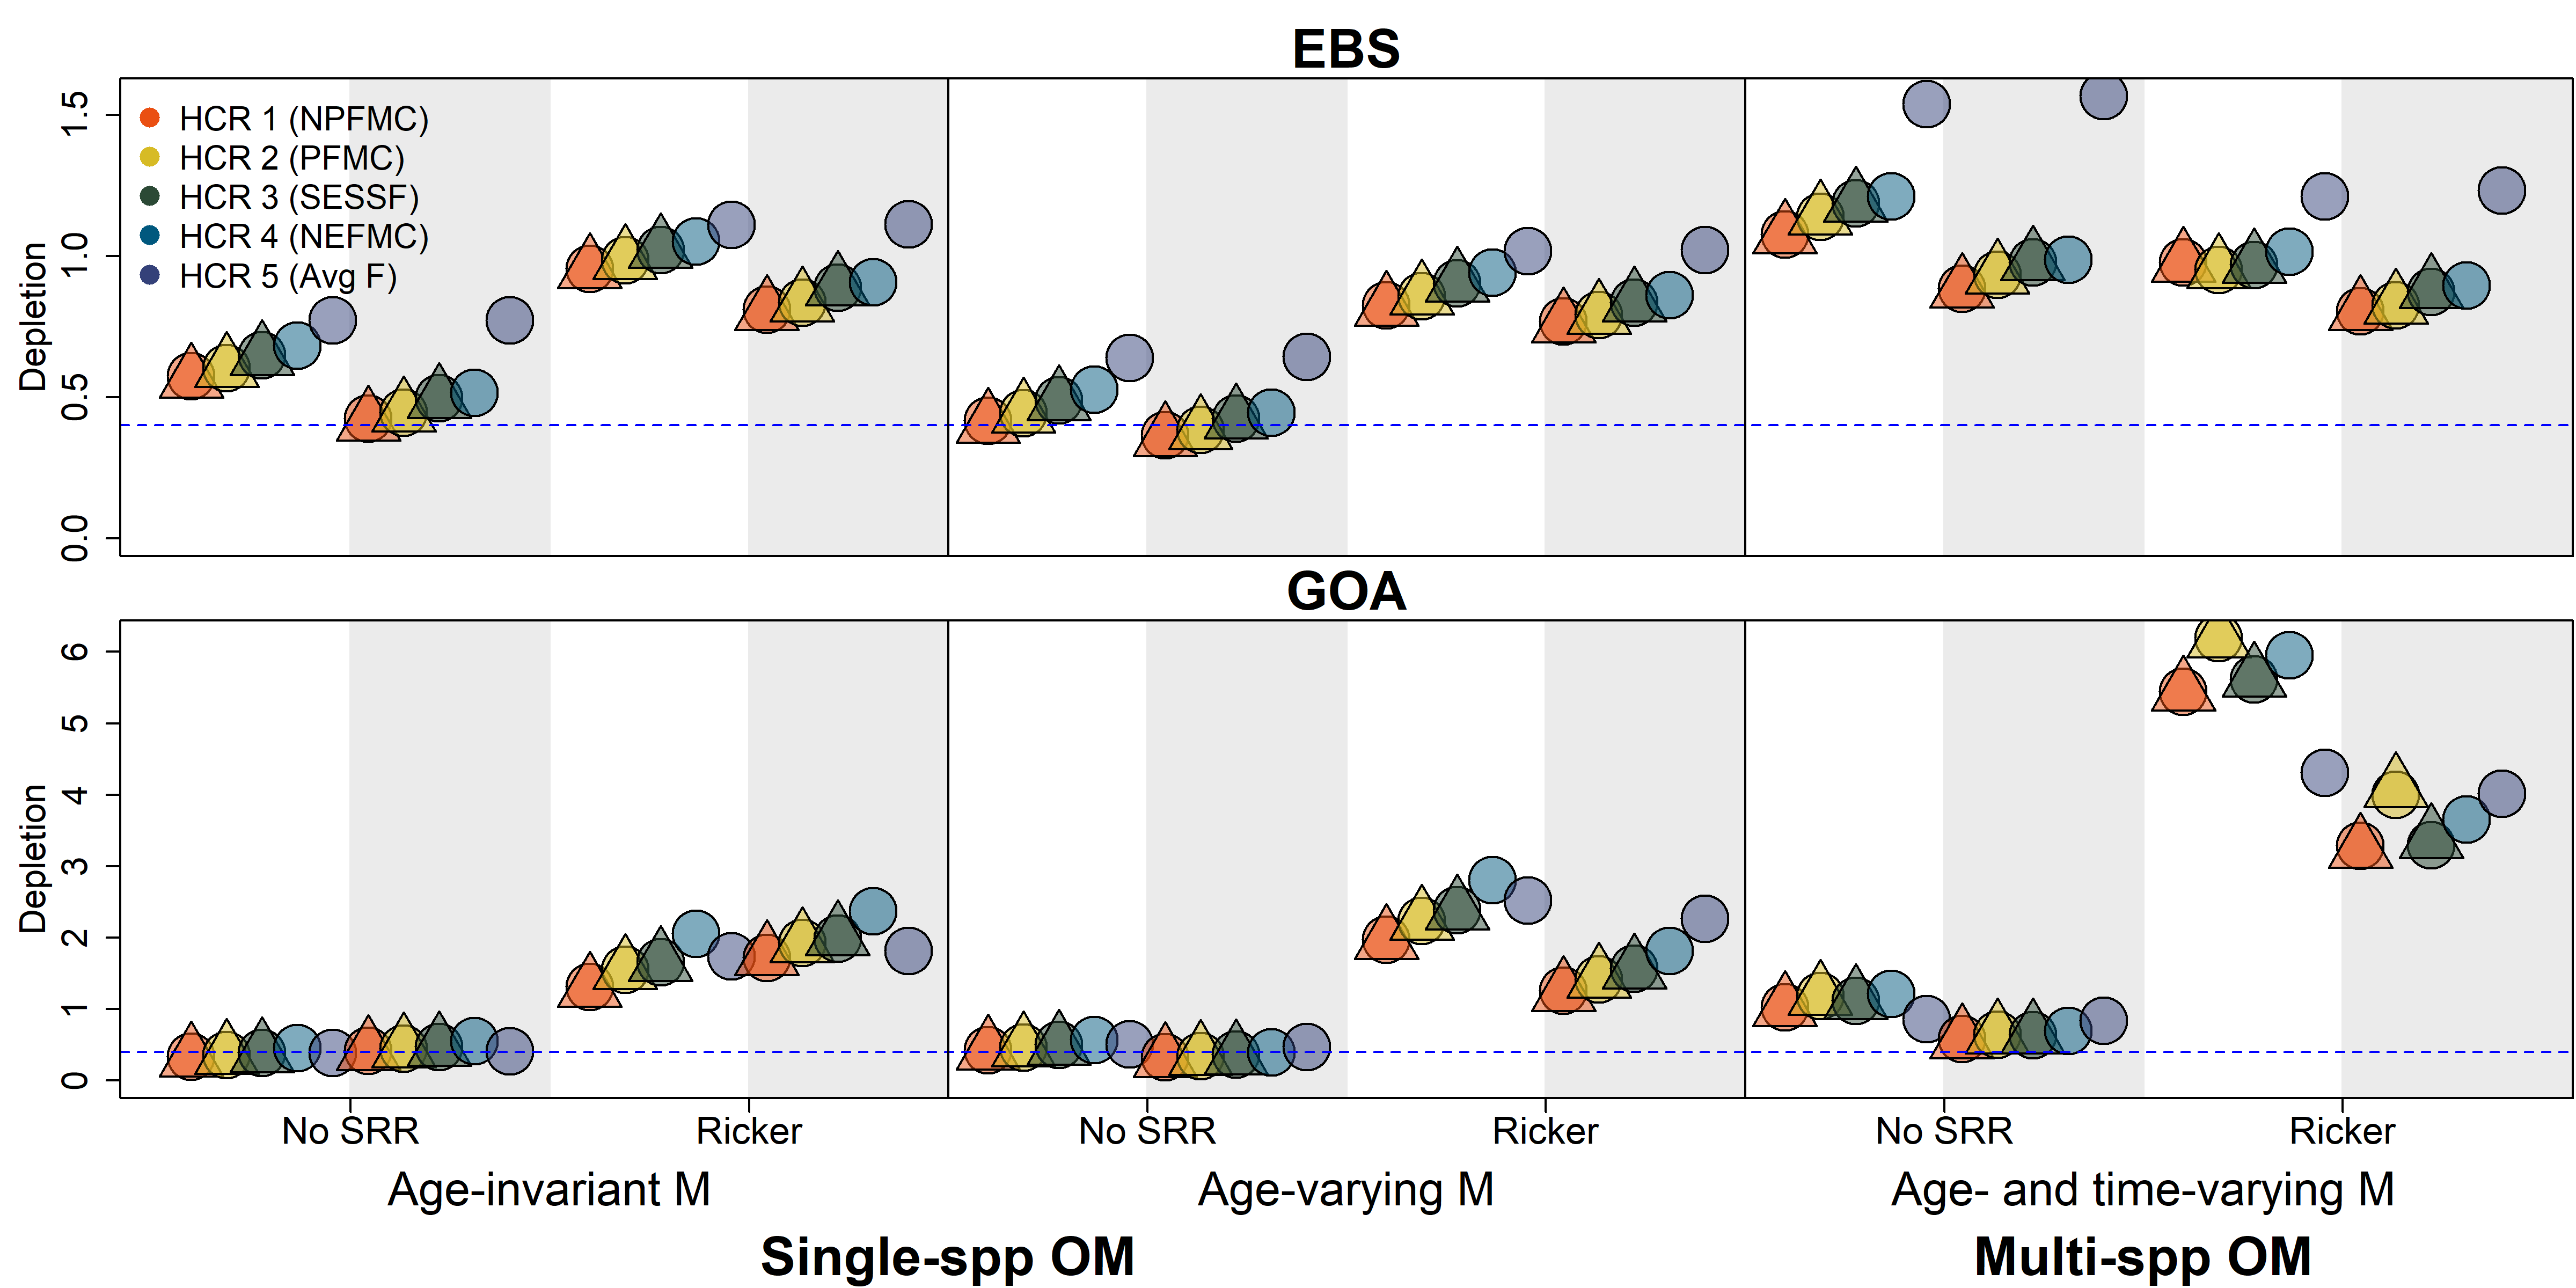 EBS
Depletion
1.5
1.0
0.5
0.0
HCR 1 (NPFMC)
HCR 2 (PFMC)
HCR 3 (SESSF)
HCR 4 (NEFMC)
HCR 5 (Avg F)
GOA
Depletion
6
5
4
3
2
1
0
No SRR Ricker No SRR Ricker No SRR Ricker
Age-invariant M Age-varying M Age- and time-varying M
Single-spp OM Multi-spp OM